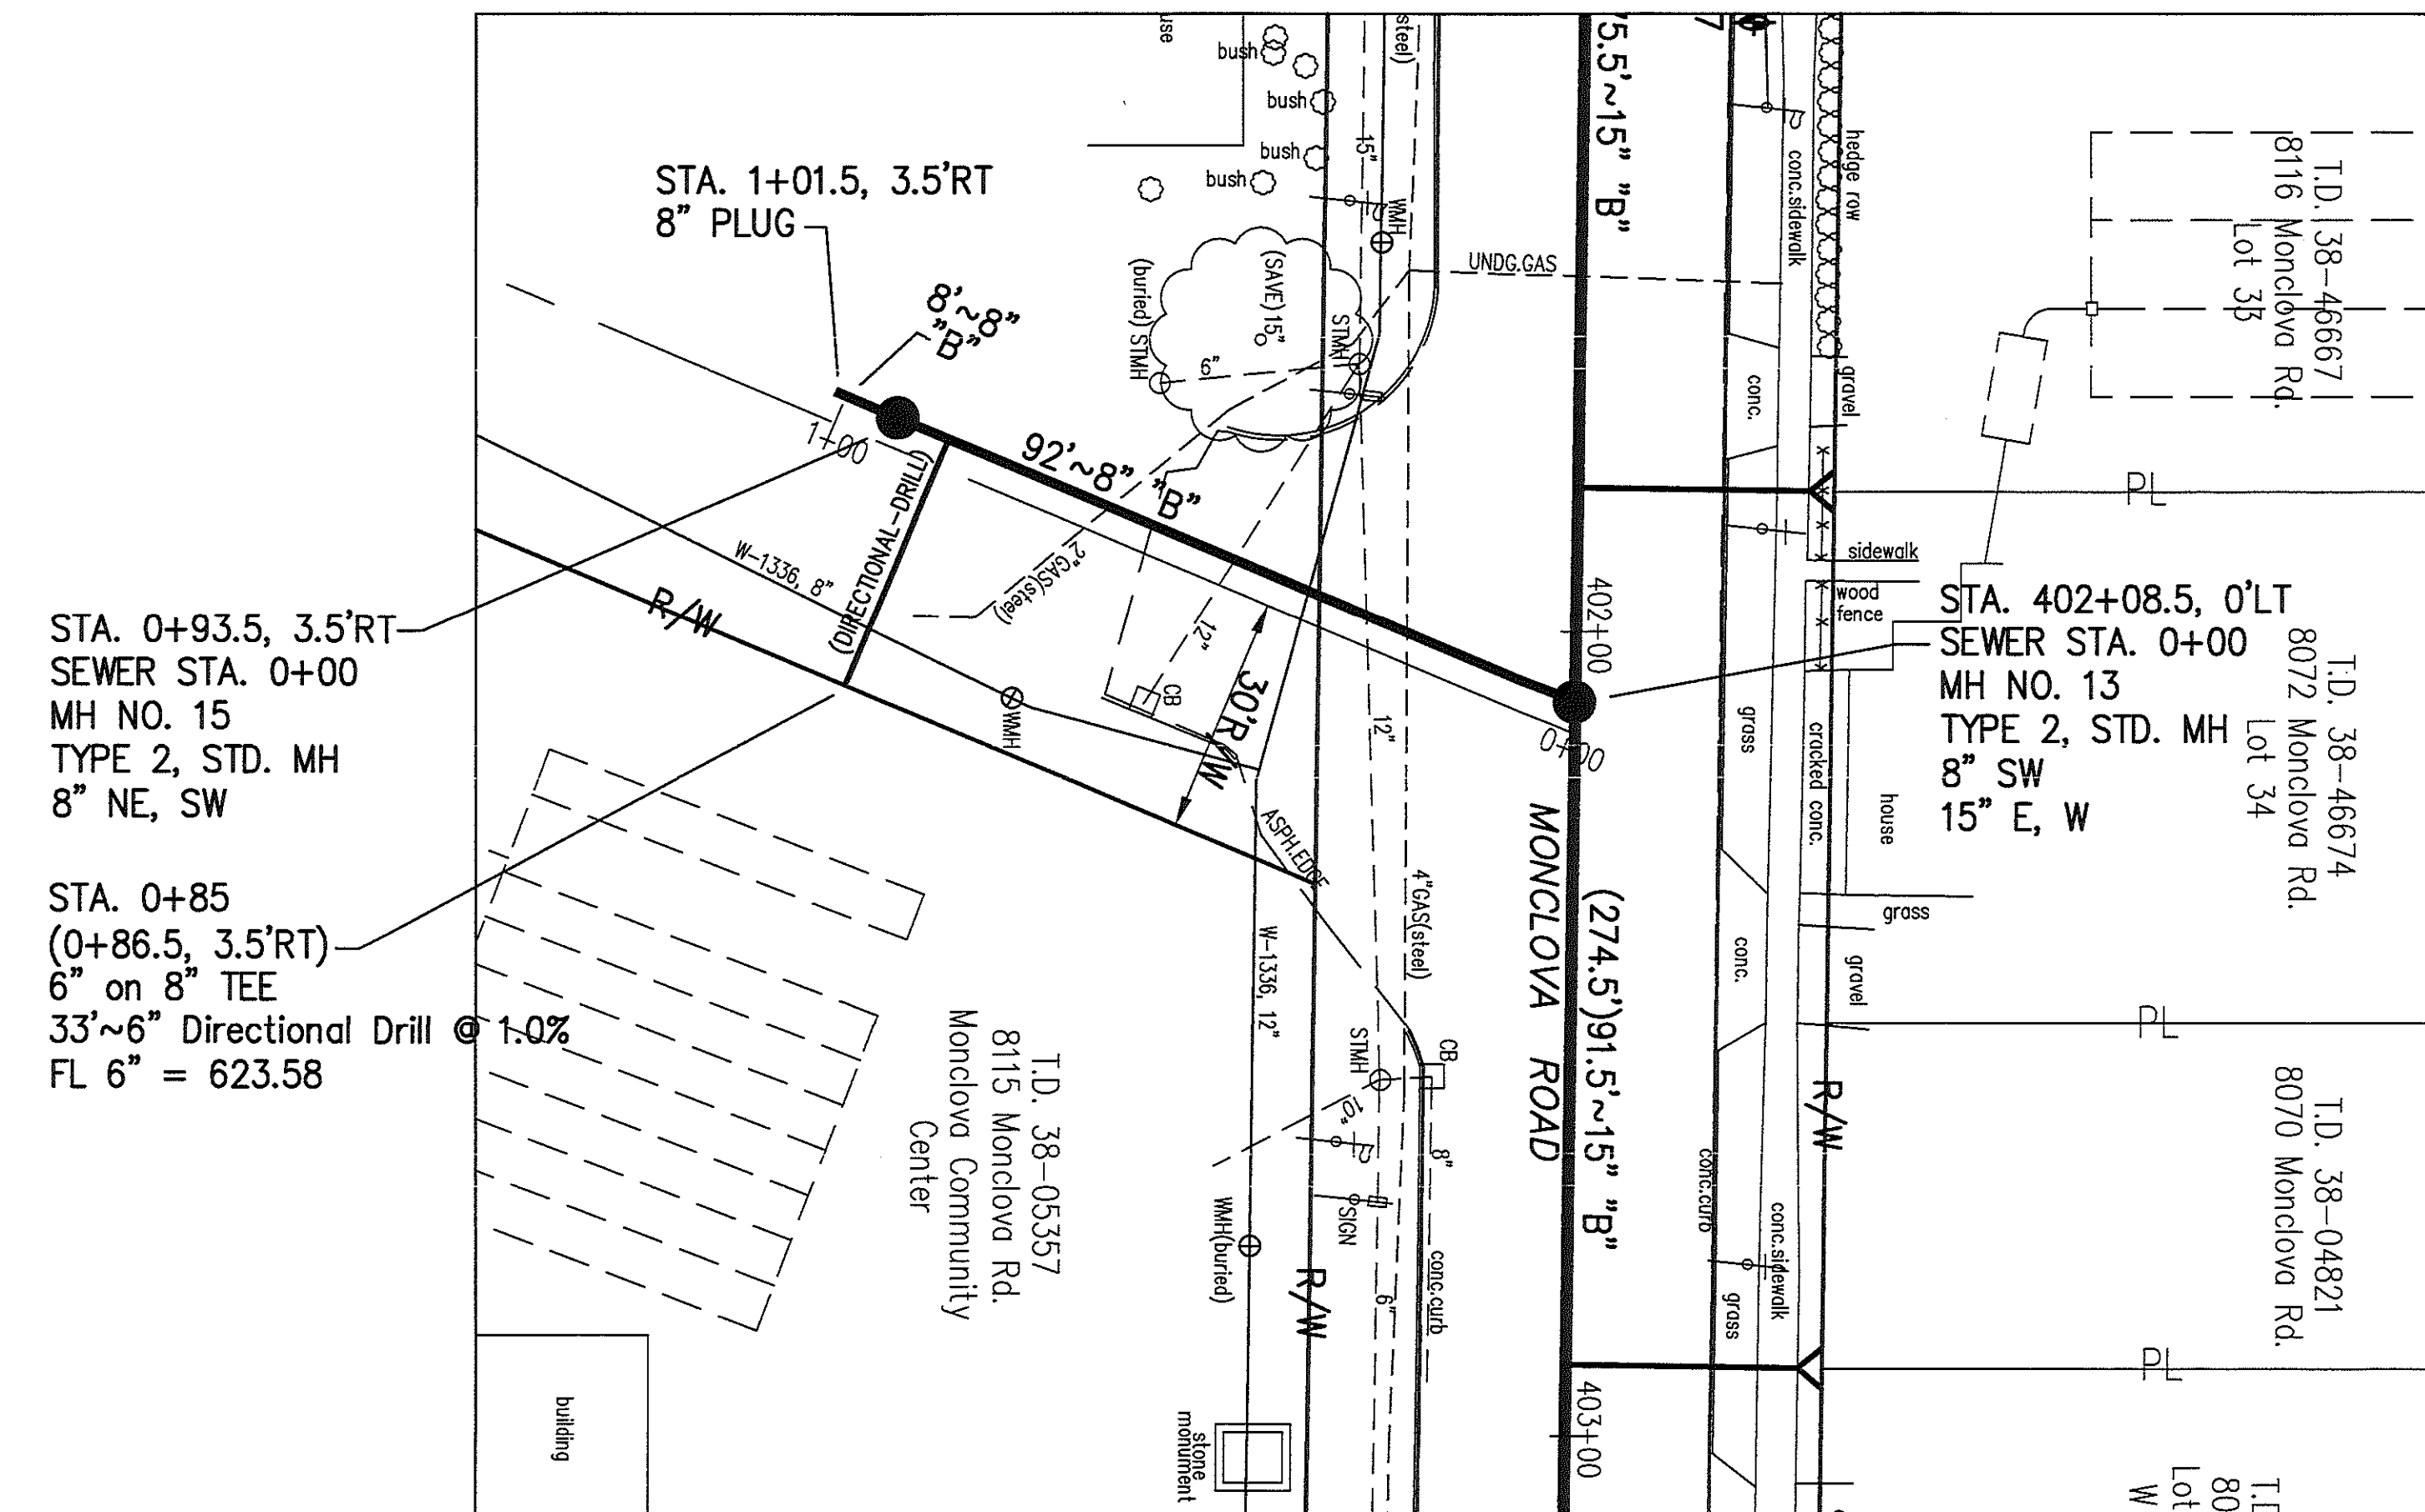 STA. 1+01.5, 3.5'RT
8" PLUG
8'~8"
"B"
1+00
92'~8" "B"
(DIRECTIONAL-DRILL)
W-1336, 8"
R/W
2"GAS(steel)
12"
CB
WMH
30'R/W
ASPH.EDGE
STA. 0+93.5, 3.5'RT
SEWER STA. 0+00
MH NO. 15
TYPE 2, STD. MH
8" NE, SW
STA. 0+85
(0+86.5, 3.5'RT)
6" on 8" TEE
33'~6" Directional Drill @ 1.0%
FL 6" = 623.58
building
T.D. 38-05357
8115 Monclova Rd.
Monclova Community
Center
bush
bush
bush
bush
(SAVE) 15"
(buried) STMH
6"
STMH
15"
WMH
steel)
UNDG.GAS
12"
4"GAS(steel)
W-1336, 12"
STMH
CB
10"
8"
SIGN
WMH(buried)
R/W
6"
conc.curb
stone
monument
75.5'~15" "B"
402+00
0+00
MONCLOVA ROAD
(274.5')91.5'~15" "B"
403+00
hedge row
conc.sidewalk
conc.
gravel
sidewalk
wood
fence
grass
cracked conc.
house
grass
conc.
gravel
R/W
conc.curb
conc.sidewalk
grass
STA. 402+08.5, 0'LT
SEWER STA. 0+00
MH NO. 13
TYPE 2, STD. MH
8" SW
15" E, W
T.D. 38-46667
8116 Monclova Rd.
Lot 33
PL
T.D. 38-46674
8072 Monclova Rd.
Lot 34
PL
T.D. 38-04821
8070 Monclova Rd.
PL
Lot